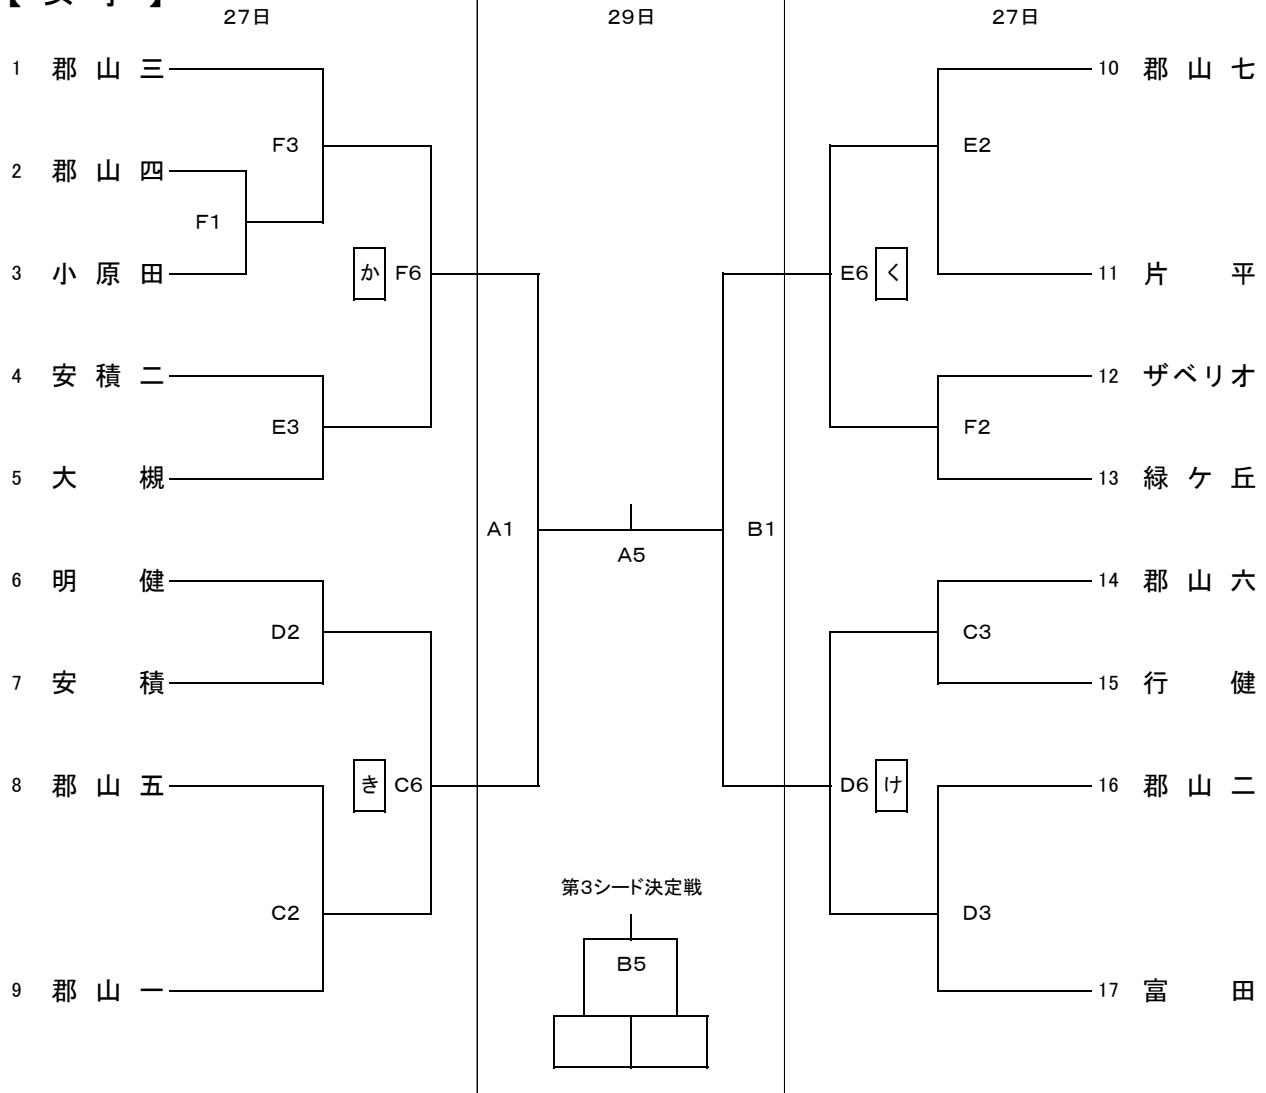 【 女 子 】
27日
29日
27日
1 郡 山 三
F3
2 郡 山 四
F1
3 小 原 田
か F6
4 安 積 二
E3
5 大 槻
6 明 健
D2
7 安 積
8 郡 山 五
き C6
C2
9 郡 山 一
A1
A5
B1
第3シード決定戦
B5
10 郡 山 七
E2
11 片 平
E6 く
12 ザベリオ
F2
13 緑 ケ 丘
14 郡 山 六
C3
15 行 健
D6 け
16 郡 山 二
D3
17 富 田